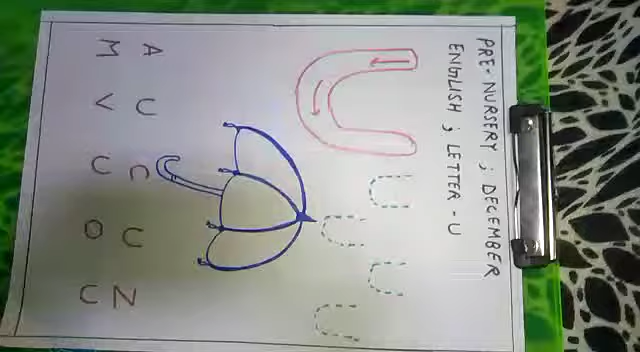 PRE-NURSERY ; DECEMBER
ENGLISH ; LETTER - U
U U U U U
A U C U N
M V U O U